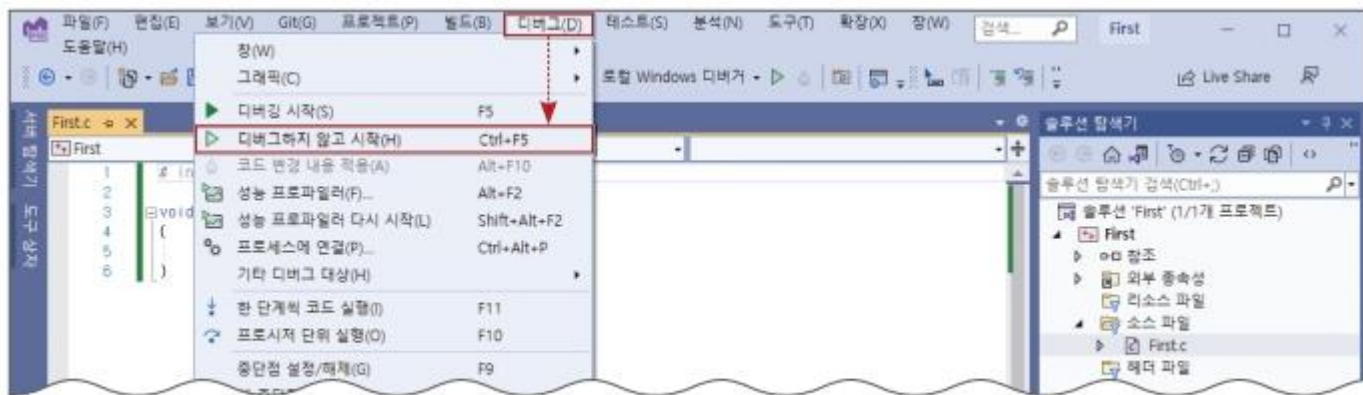 파일(F) 편집(E) 보기(V) Git(G) 프로젝트(P) 빌드(B) 디버그(D) 테스트(S) 분석(N) 도구(T) 확장(X) 창(W) 검색... First
도움말(H)
로컬 Windows 디버거 Live Share
서버 탐색기 도구 상자
First.c
First
1 # in
2
3 void
4 {
5
6 }
창(W)
그래픽(C)
디버깅 시작(S) F5
디버그하지 않고 시작(H) Ctrl+F5
코드 변경 내용 적용(A) Alt+F10
성능 프로파일러(F)... Alt+F2
성능 프로파일러 다시 시작(L) Shift+Alt+F2
프로세스에 연결(P)... Ctrl+Alt+P
기타 디버그 대상(H)
한 단계씩 코드 실행(I) F11
프로시저 단위 실행(O) F10
중단점 설정/해제(G) F9
솔루션 탐색기
솔루션 탐색기 검색(Ctrl+;)
솔루션 'First' (1/1개 프로젝트)
First
참조
외부 종속성
리소스 파일
소스 파일
First.c
헤더 파일